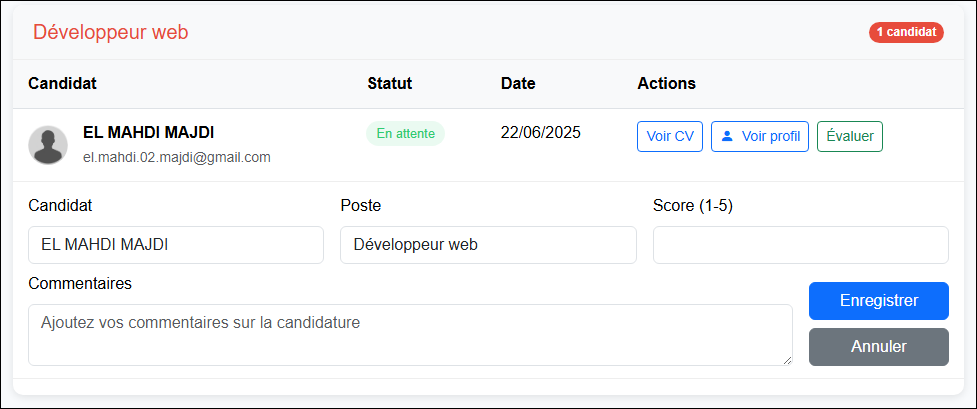 Développeur web 1 candidat
Candidat Statut Date Actions
EL MAHDI MAJDI En attente 22/06/2025 Voir CV Voir profil Évaluer
el.mahdi.02.majdi@gmail.com
Candidat Poste Score (1-5)
EL MAHDI MAJDI Développeur web
Commentaires
Enregistrer
Ajoutez vos commentaires sur la candidature
Annuler